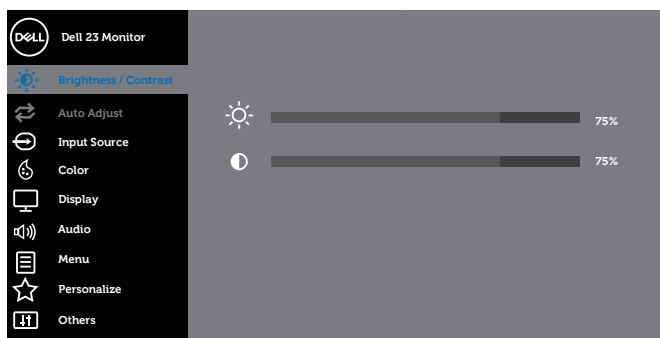 DELL
Dell 23 Monitor
Brightness / Contrast
Auto Adjust
75%
Input Source
75%
Color
Display
Audio
Menu
Personalize
Others